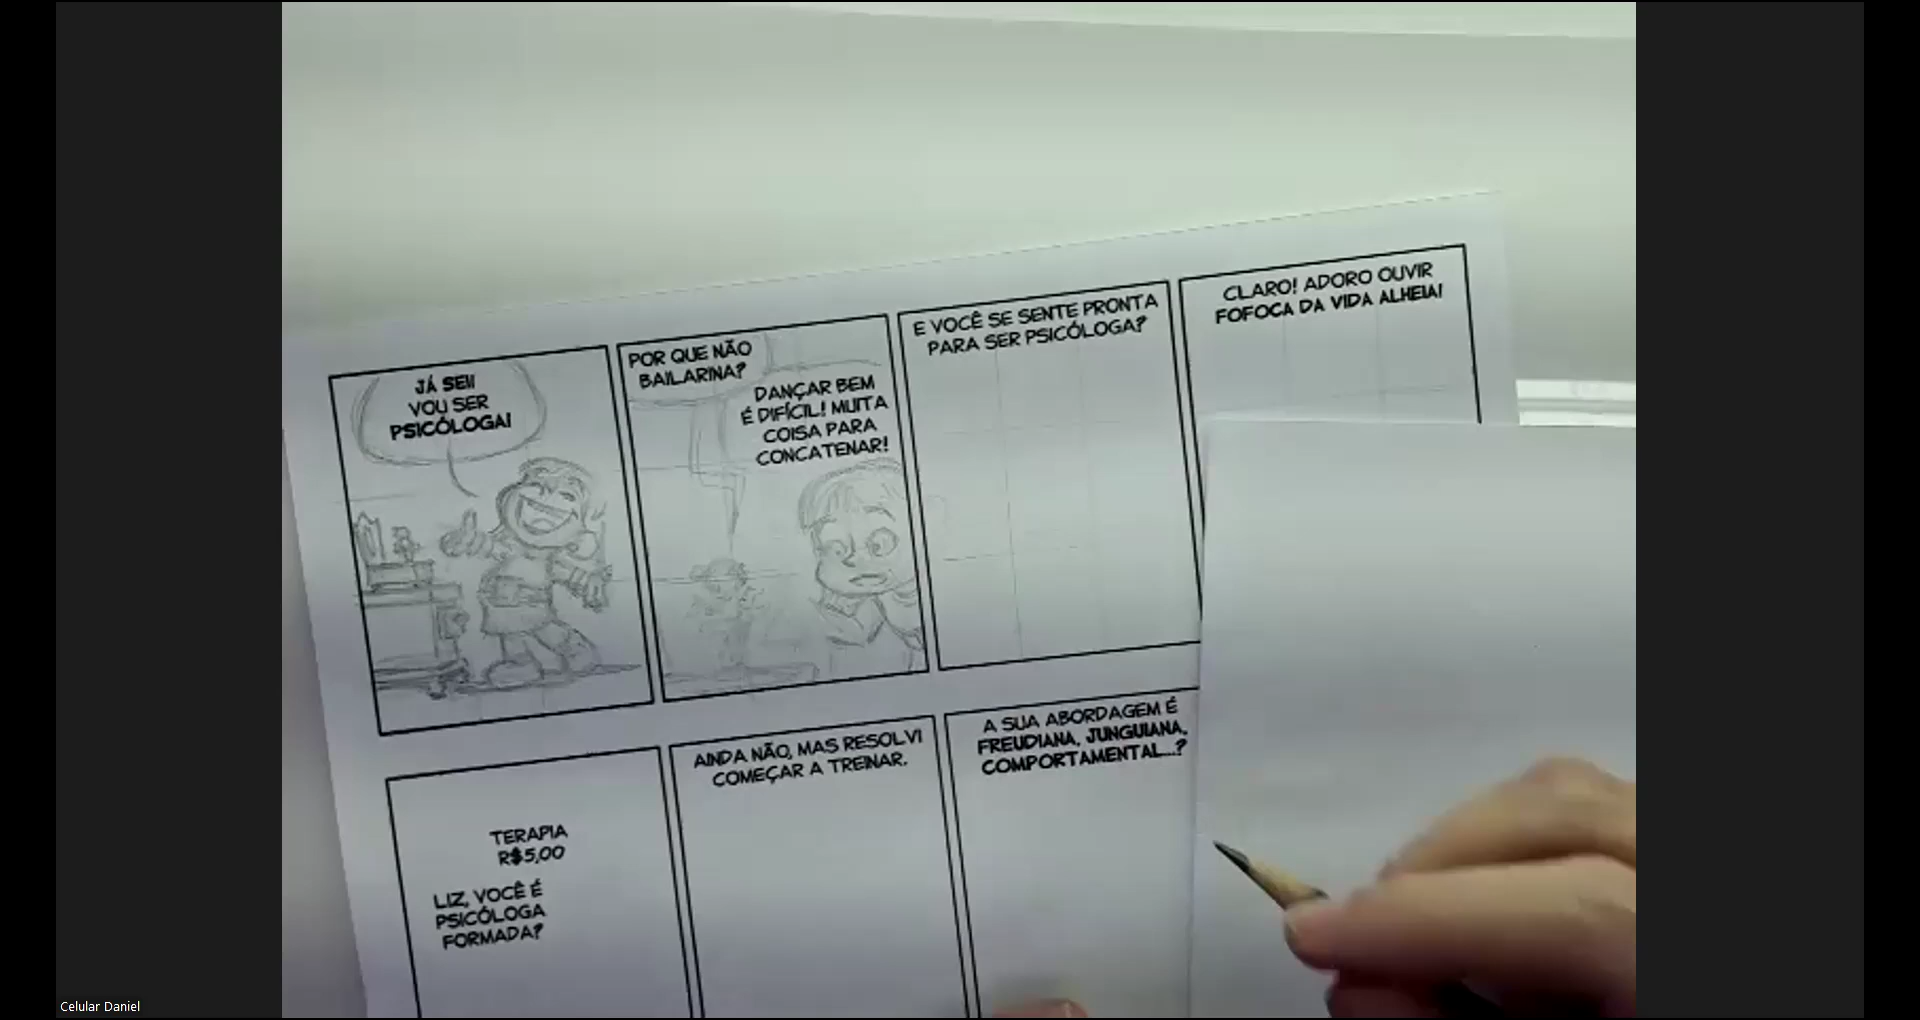 JÁ SEI!
VOU SER
PSICÓLOGA!
POR QUE NÃO
BAILARINA?
DANÇAR BEM
É DIFÍCIL! MUITA
COISA PARA
CONCATENAR!
E VOCÊ SE SENTE PRONTA
PARA SER PSICÓLOGA?
CLARO! ADORO OUVIR
FOFOCA DA VIDA ALHEIA!
TERAPIA
R$5,00
LIZ, VOCÊ É
PSICÓLOGA
FORMADA?
AINDA NÃO, MAS RESOLVI
COMEÇAR A TREINAR.
A SUA ABORDAGEM É
FREUDIANA, JUNGUIANA,
COMPORTAMENTAL...?
Celular Daniel